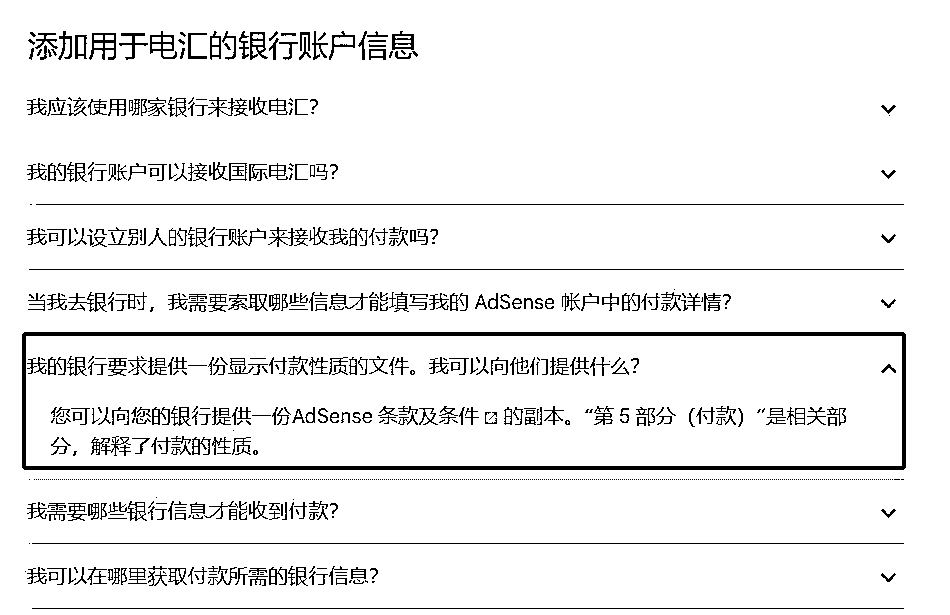 添加用于电汇的银行账户信息
我应该使用哪家银行来接收电汇？
我的银行账户可以接收国际电汇吗？
我可以设立别人的银行账户来接收我的付款吗？
当我去银行时，我需要索取哪些信息才能填写我的 AdSense 帐户中的付款详情？
我的银行要求提供一份显示付款性质的文件。我可以向他们提供什么？
您可以向您的银行提供一份AdSense 条款及条件 的副本。“第 5 部分（付款）”是相关部
分，解释了付款的性质。
我需要哪些银行信息才能收到付款？
我可以在哪里获取付款所需的银行信息？